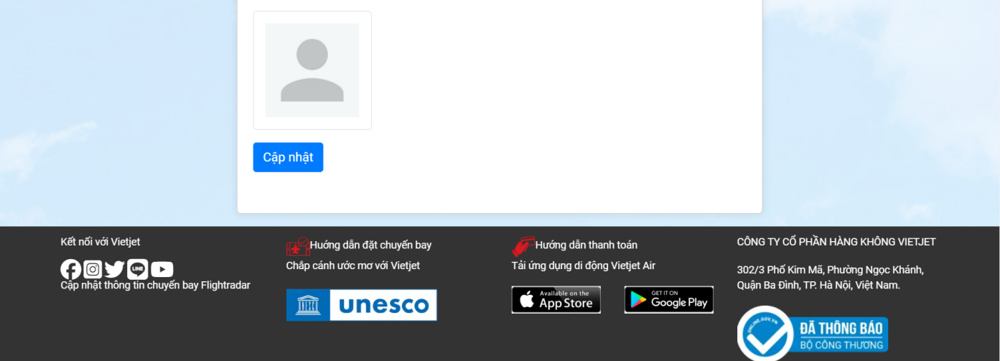 Cập nhật
Kết nối với Vietjet
LINE
Cập nhật thông tin chuyến bay Flightradar
Hướng dẫn đặt chuyến bay
Chắp cánh ước mơ với Vietjet
unesco
Hướng dẫn thanh toán
Tải ứng dụng di động Vietjet Air
Available on the
App Store
GET IT ON
Google Play
CÔNG TY CỔ PHẦN HÀNG KHÔNG VIETJET
302/3 Phố Kim Mã, Phường Ngọc Khánh,
Quận Ba Đình, TP. Hà Nội, Việt Nam.
ONLINE.GOV.VN
ĐÃ THÔNG BÁO
BỘ CÔNG THƯƠNG